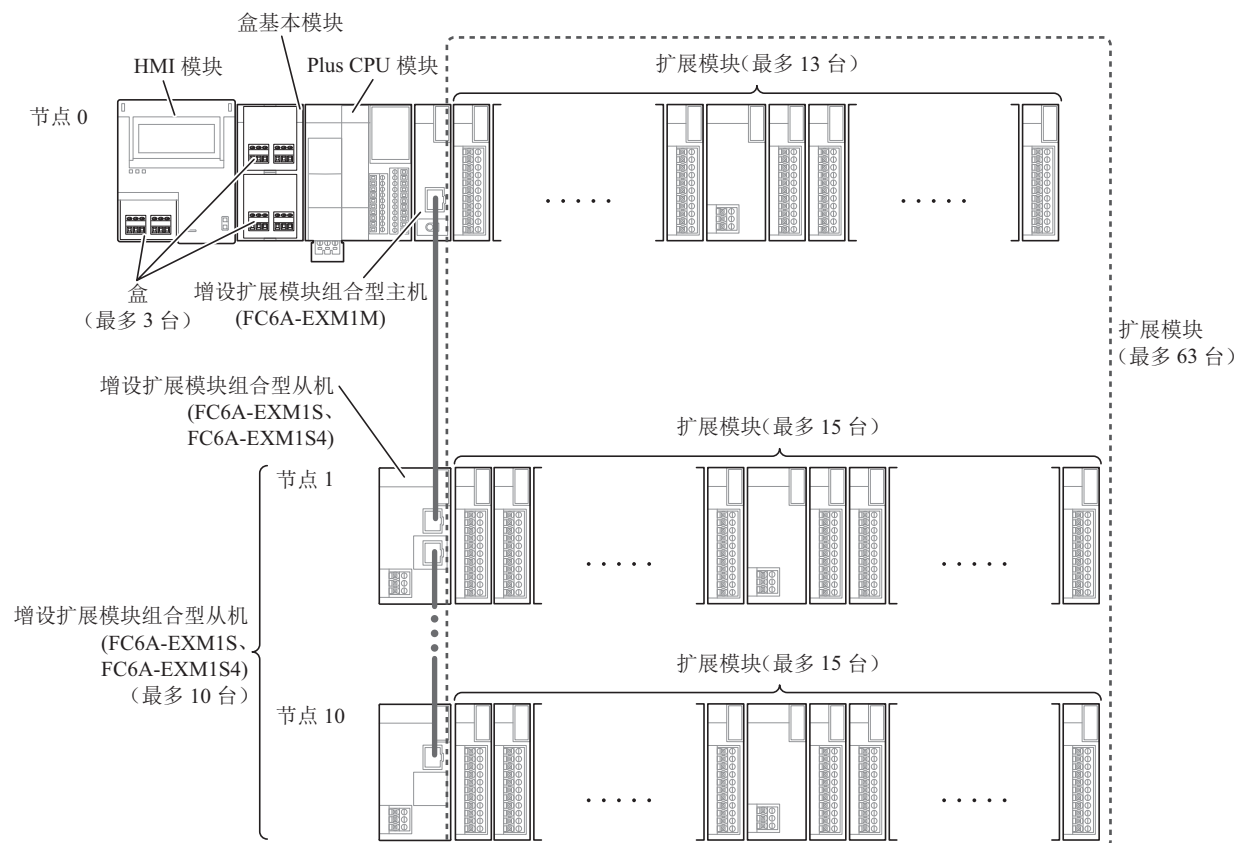 盒基本模块
HMI 模块
Plus CPU 模块
扩展模块（最多 13 台）
节点 0
盒
（最多 3 台）
增设扩展模块组合型主机
(FC6A-EXM1M)
扩展模块
（最多 63 台）
增设扩展模块组合型从机
(FC6A-EXM1S、
FC6A-EXM1S4)
扩展模块（最多 15 台）
节点 1
增设扩展模块组合型从机
(FC6A-EXM1S、
FC6A-EXM1S4)
（最多 10 台）
扩展模块（最多 15 台）
节点 10